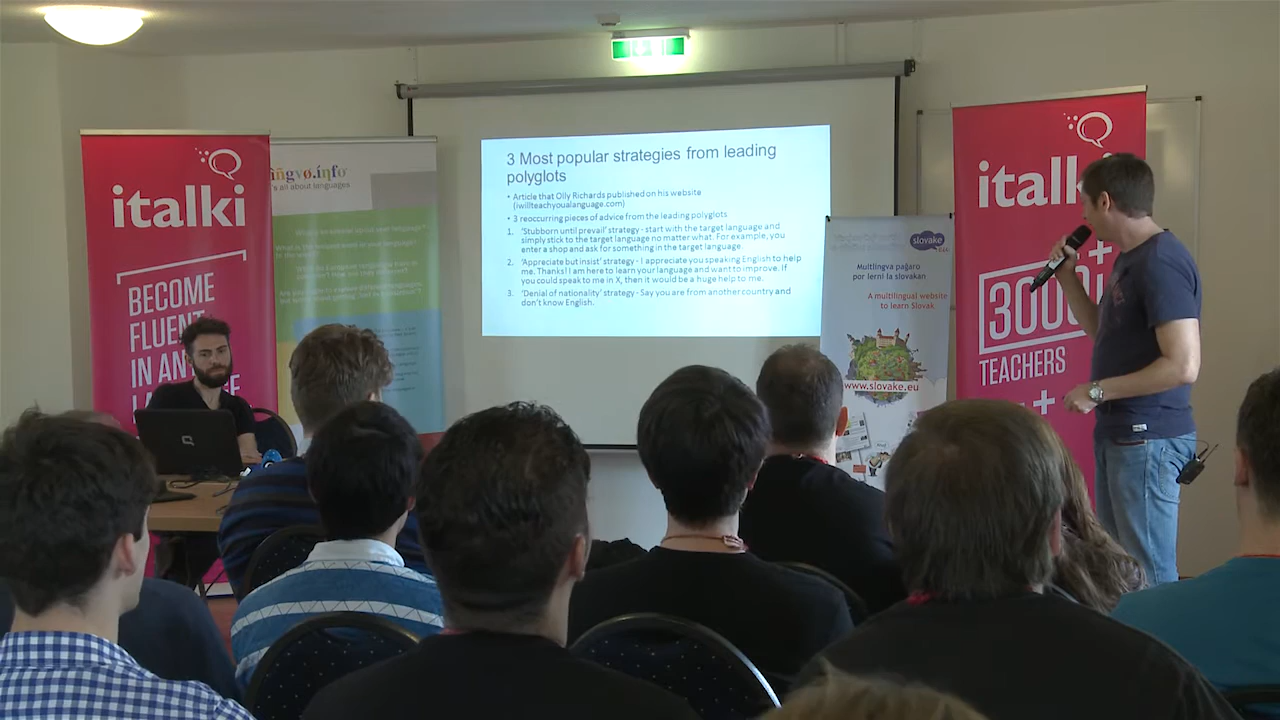 italki
BECOME
FLUENT
IN AN
iñgvø.iηfo
s all about languages
3 Most popular strategies from leading
polyglots
• Article that Olly Richards published on his website
(iwillteachyoualanguage.com)
• 3 reoccurring pieces of advice from the leading polyglots
1. 'Stubborn until prevail' strategy - start with the target language and
simply stick to the target language no matter what. For example, you
enter a shop and ask for something in the target language.
2. 'Appreciate but insist' strategy - I appreciate you speaking English to help
me. Thanks! I am here to learn your language and want to improve. If
you could speak to me in X, then it would be a huge help to me.
3. 'Denial of nationality' strategy - Say you are from another country and
don't know English.
slovake
Multlingva paĝaro
por lerni la slovakan
A multilingual website
to learn Slovak
www.slovake.eu
italki
3000+
TEACHERS